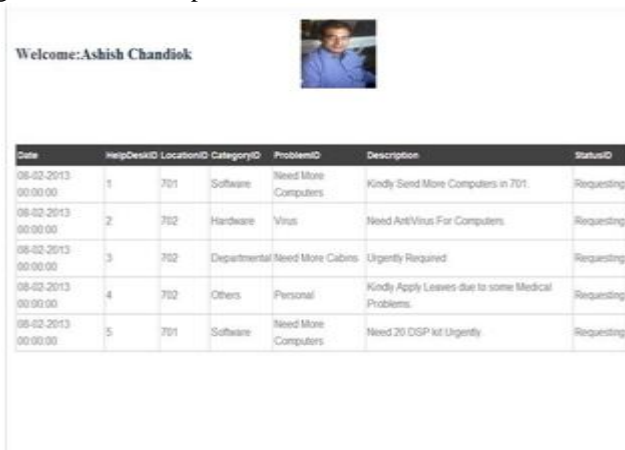 Welcome:Ashish Chandiok
Date HelpDeskID LocationID CategoryID ProblemID Description StatusID
08-02-2013 00:00:00 1 701 Software Need More Computers Kindly Send More Computers in 701. Requesting
08-02-2013 00:00:00 2 702 Hardware Virus Need AntiVirus For Computers. Requesting
08-02-2013 00:00:00 3 702 Departmental Need More Cabins Urgently Required Requesting
08-02-2013 00:00:00 4 702 Others Personal Kindly Apply Leaves due to some Medical Problems. Requesting
08-02-2013 00:00:00 5 701 Software Need More Computers Need 20 DSP kit Urgently. Requesting